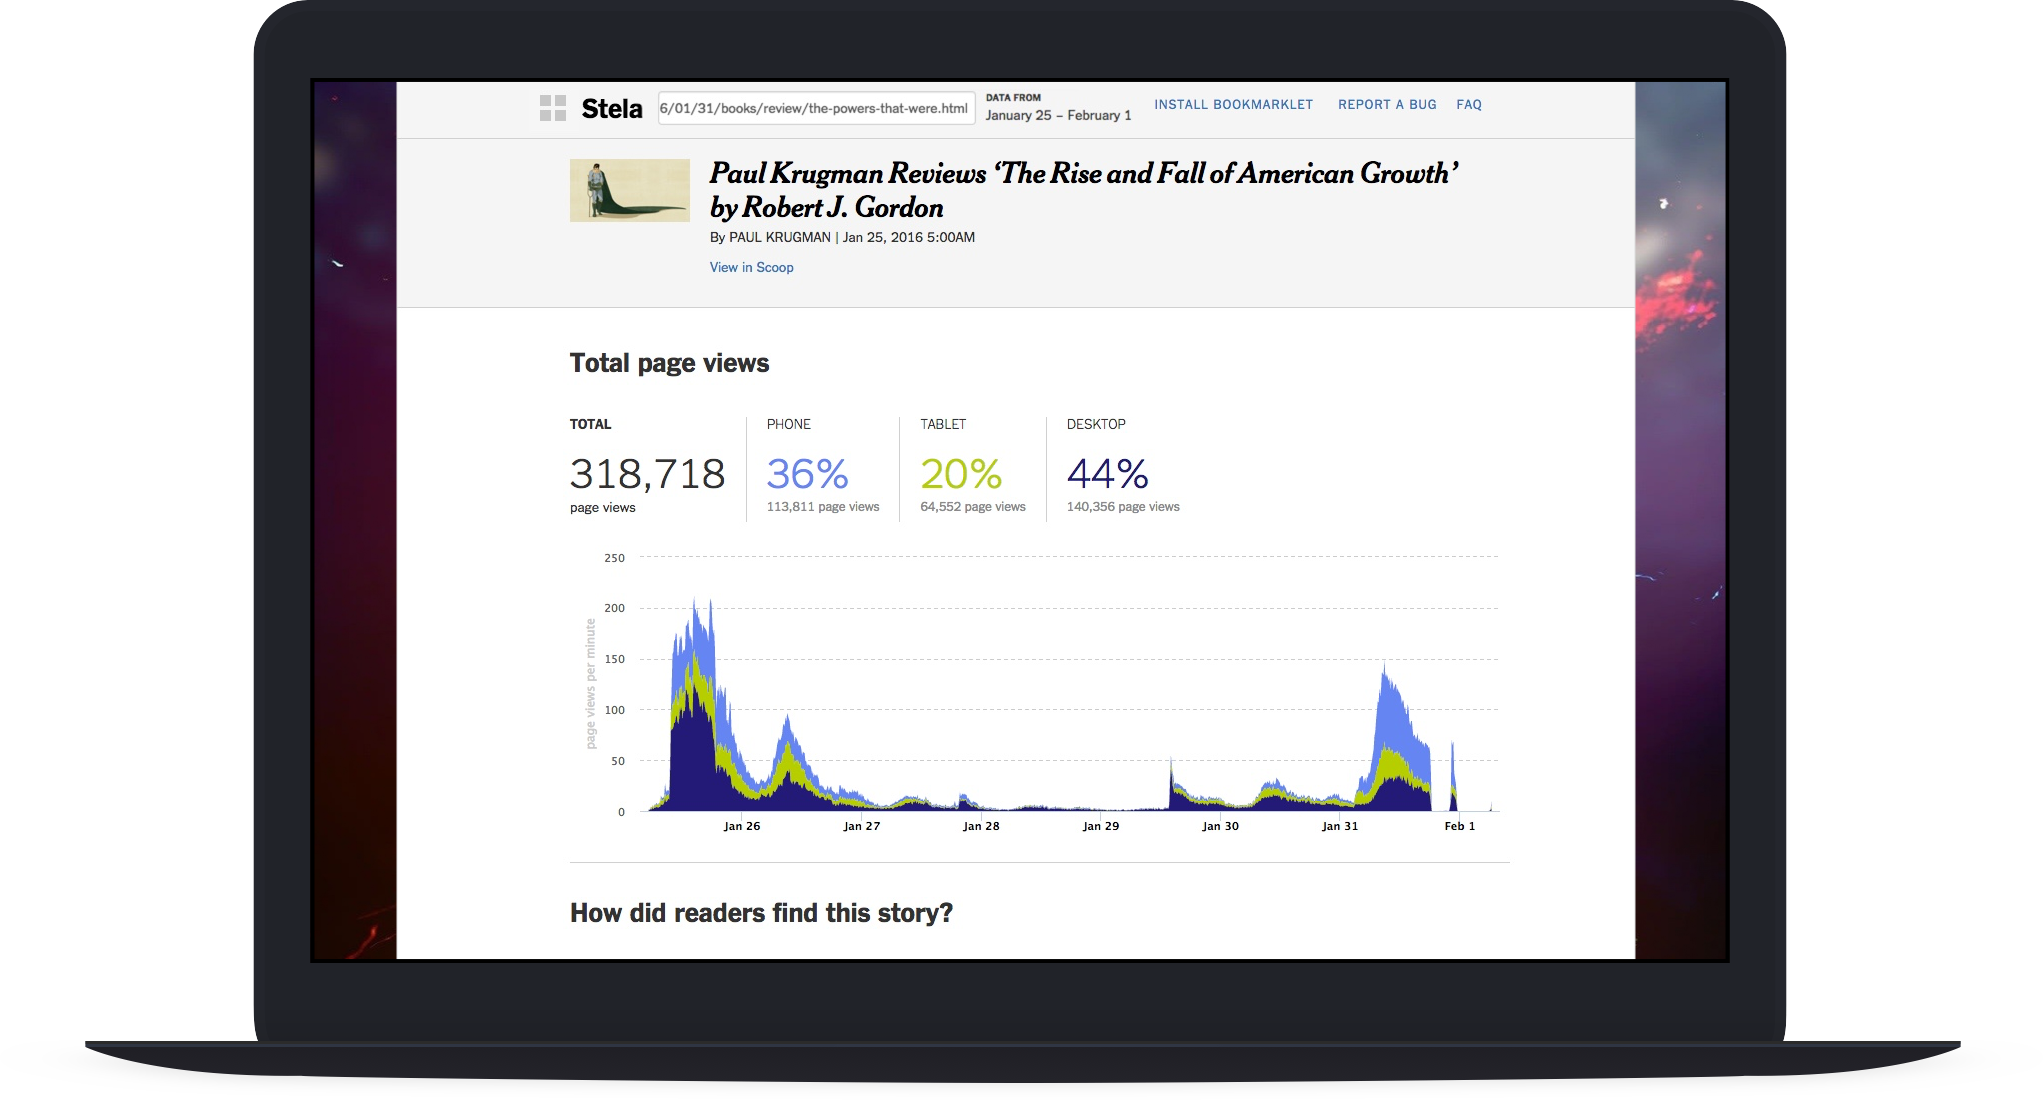 Stela
6/01/31/books/review/the-powers-that-were.html
DATA FROM
January 25 – February 1
INSTALL BOOKMARKLET
REPORT A BUG
FAQ
Paul Krugman Reviews ‘The Rise and Fall of American Growth’
by Robert J. Gordon
By PAUL KRUGMAN | Jan 25, 2016 5:00AM
View in Scoop
Total page views
TOTAL
318,718
page views
PHONE
36%
113,811 page views
TABLET
20%
64,552 page views
DESKTOP
44%
140,356 page views
page views per minute
250
200
150
100
50
0
Jan 26
Jan 27
Jan 28
Jan 29
Jan 30
Jan 31
Feb 1
How did readers find this story?